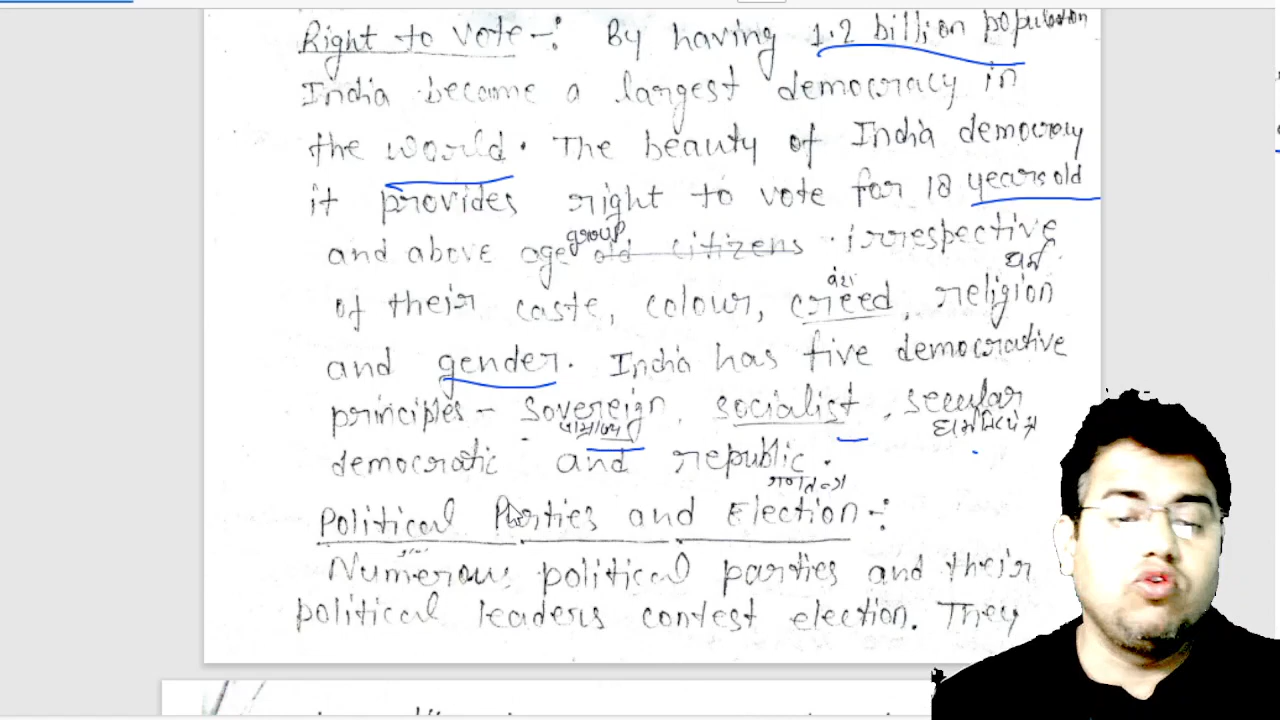 Right to vote -: By having 1.2 billion population
India become a largest democracy in
the world. The beauty of India democracy
it provides right to vote for 18 years old
and above age group old citizens irrespective
धर्म
of their caste, colour, creed, religion
and gender. India has five democrative
principles - sovereign, socialist, secular
democratic and republic.
Political Parties and Election -:
Numerous political parties and their
political leaders contest election. They